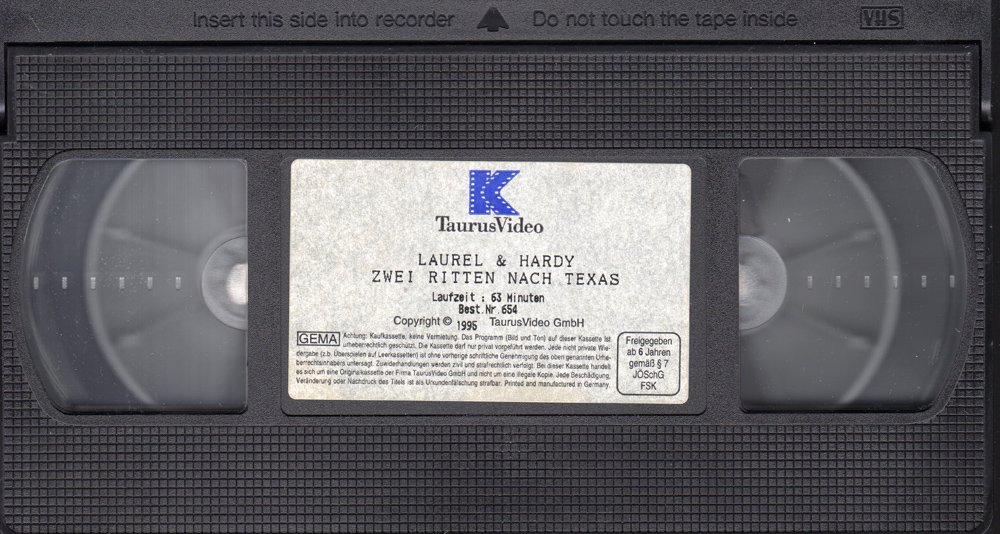 Insert this side into recorder Do not touch the tape inside VHS
K
TaurusVideo
LAUREL & HARDY
ZWEI RITTEN NACH TEXAS
Laufzeit : 63 Minuten
Best.Nr.654
Copyright © 1995 TaurusVideo GmbH
GEMA Achtung: Kaufkassette, keine Vermietung. Das Programm (Bild und Ton) auf dieser Kassette ist
urheberrechtlich geschützt. Die Kassette darf nur privat vorgeführt werden. Jede nicht private Wie-
dergabe (z.b. Überspielen auf Leerkassetten) ist ohne vorherige schriftliche Genehmigung des oben genannten Urhe-
berrechtsinhabers untersagt. Zuwiderhandlungen werden zivil und strafrechtlich verfolgt. Bei dieser Kassette handelt
es sich um eine Originalkassette der Firma TaurusVideo GmbH und nicht um eine illegale Kopie. Jede Beschädigung,
Veränderung oder Nachdruck des Titels ist als Urkundenfälschung strafbar. Printed and manufactured in Germany.
Freigegeben
ab 6 Jahren
gemäß § 7
JÖSchG
FSK